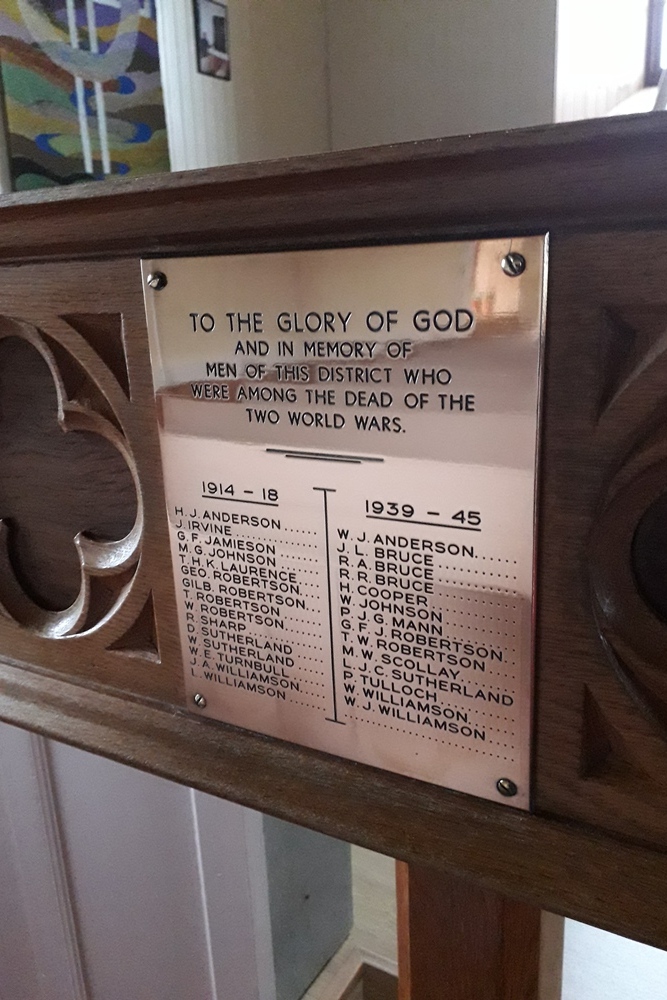 TO THE GLORY OF GOD
AND IN MEMORY OF
MEN OF THIS DISTRICT WHO
WERE AMONG THE DEAD OF THE
TWO WORLD WARS.
1914 - 18
H. J. ANDERSON......
J. IRVINE
G. F. JAMIESON
M. G. JOHNSON
T. H. K. LAURENCE
GEO. ROBERTSON
GILB. ROBERTSON
T. ROBERTSON
W. ROBERTSON
R. SHARP
D. SUTHERLAND
W. SUTHERLAND
W. E. TURNBULL
J. A. WILLIAMSON
L. WILLIAMSON
1939 - 45
W. J. ANDERSON
J. L. BRUCE
R. A. BRUCE
R. R. BRUCE
H. COOPER
W. JOHNSON
P. J. G. MANN
G. F. J. ROBERTSON
T. W. ROBERTSON
M. W. SCOLLAY
L. J. C. SUTHERLAND
P. TULLOCH
W. WILLIAMSON
W. J. WILLIAMSON